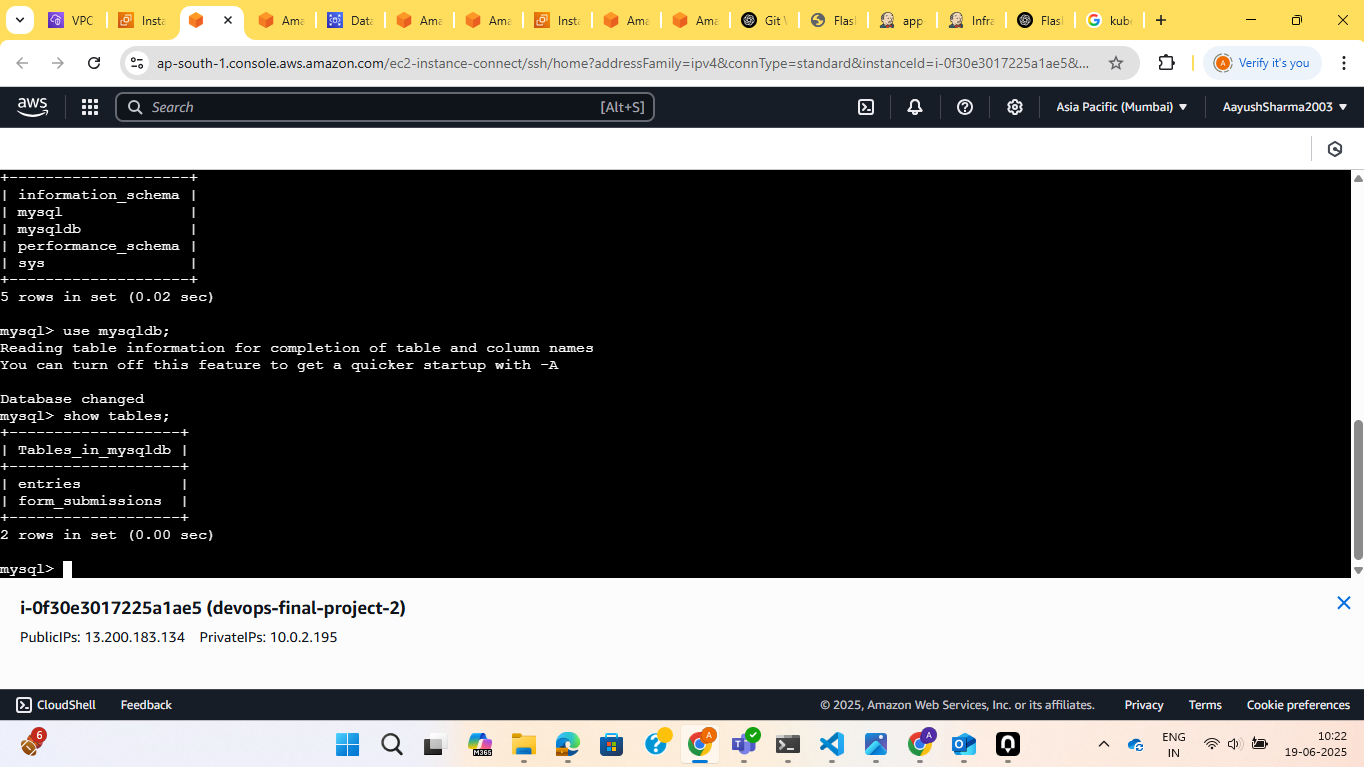 VPC
Insta
Ama
Data
Ama
Ama
Insta
Ama
Ama
Git V
Flas
app
Infra
Flas
kub
ap-south-1.console.aws.amazon.com/ec2-instance-connect/ssh/home?addressFamily=ipv4&connType=standard&instanceId=i-0f30e3017225a1ae5&...
A
Verify it's you
aws
Search
[Alt+S]
Asia Pacific (Mumbai)
AayushSharma2003
+--------------------+
| information_schema |
| mysql              |
| mysqldb            |
| performance_schema |
| sys                |
+--------------------+
5 rows in set (0.02 sec)
mysql> use mysqldb;
Reading table information for completion of table and column names
You can turn off this feature to get a quicker startup with -A
Database changed
mysql> show tables;
+-------------------+
| Tables_in_mysqldb |
+-------------------+
| entries           |
| form_submissions  |
+-------------------+
2 rows in set (0.00 sec)
mysql>
i-0f30e3017225a1ae5 (devops-final-project-2)
PublicIPs: 13.200.183.134 PrivateIPs: 10.0.2.195
CloudShell
Feedback
© 2025, Amazon Web Services, Inc. or its affiliates.
Privacy
Terms
Cookie preferences
6
M365
A
A
ENG
IN
10:22
19-06-2025